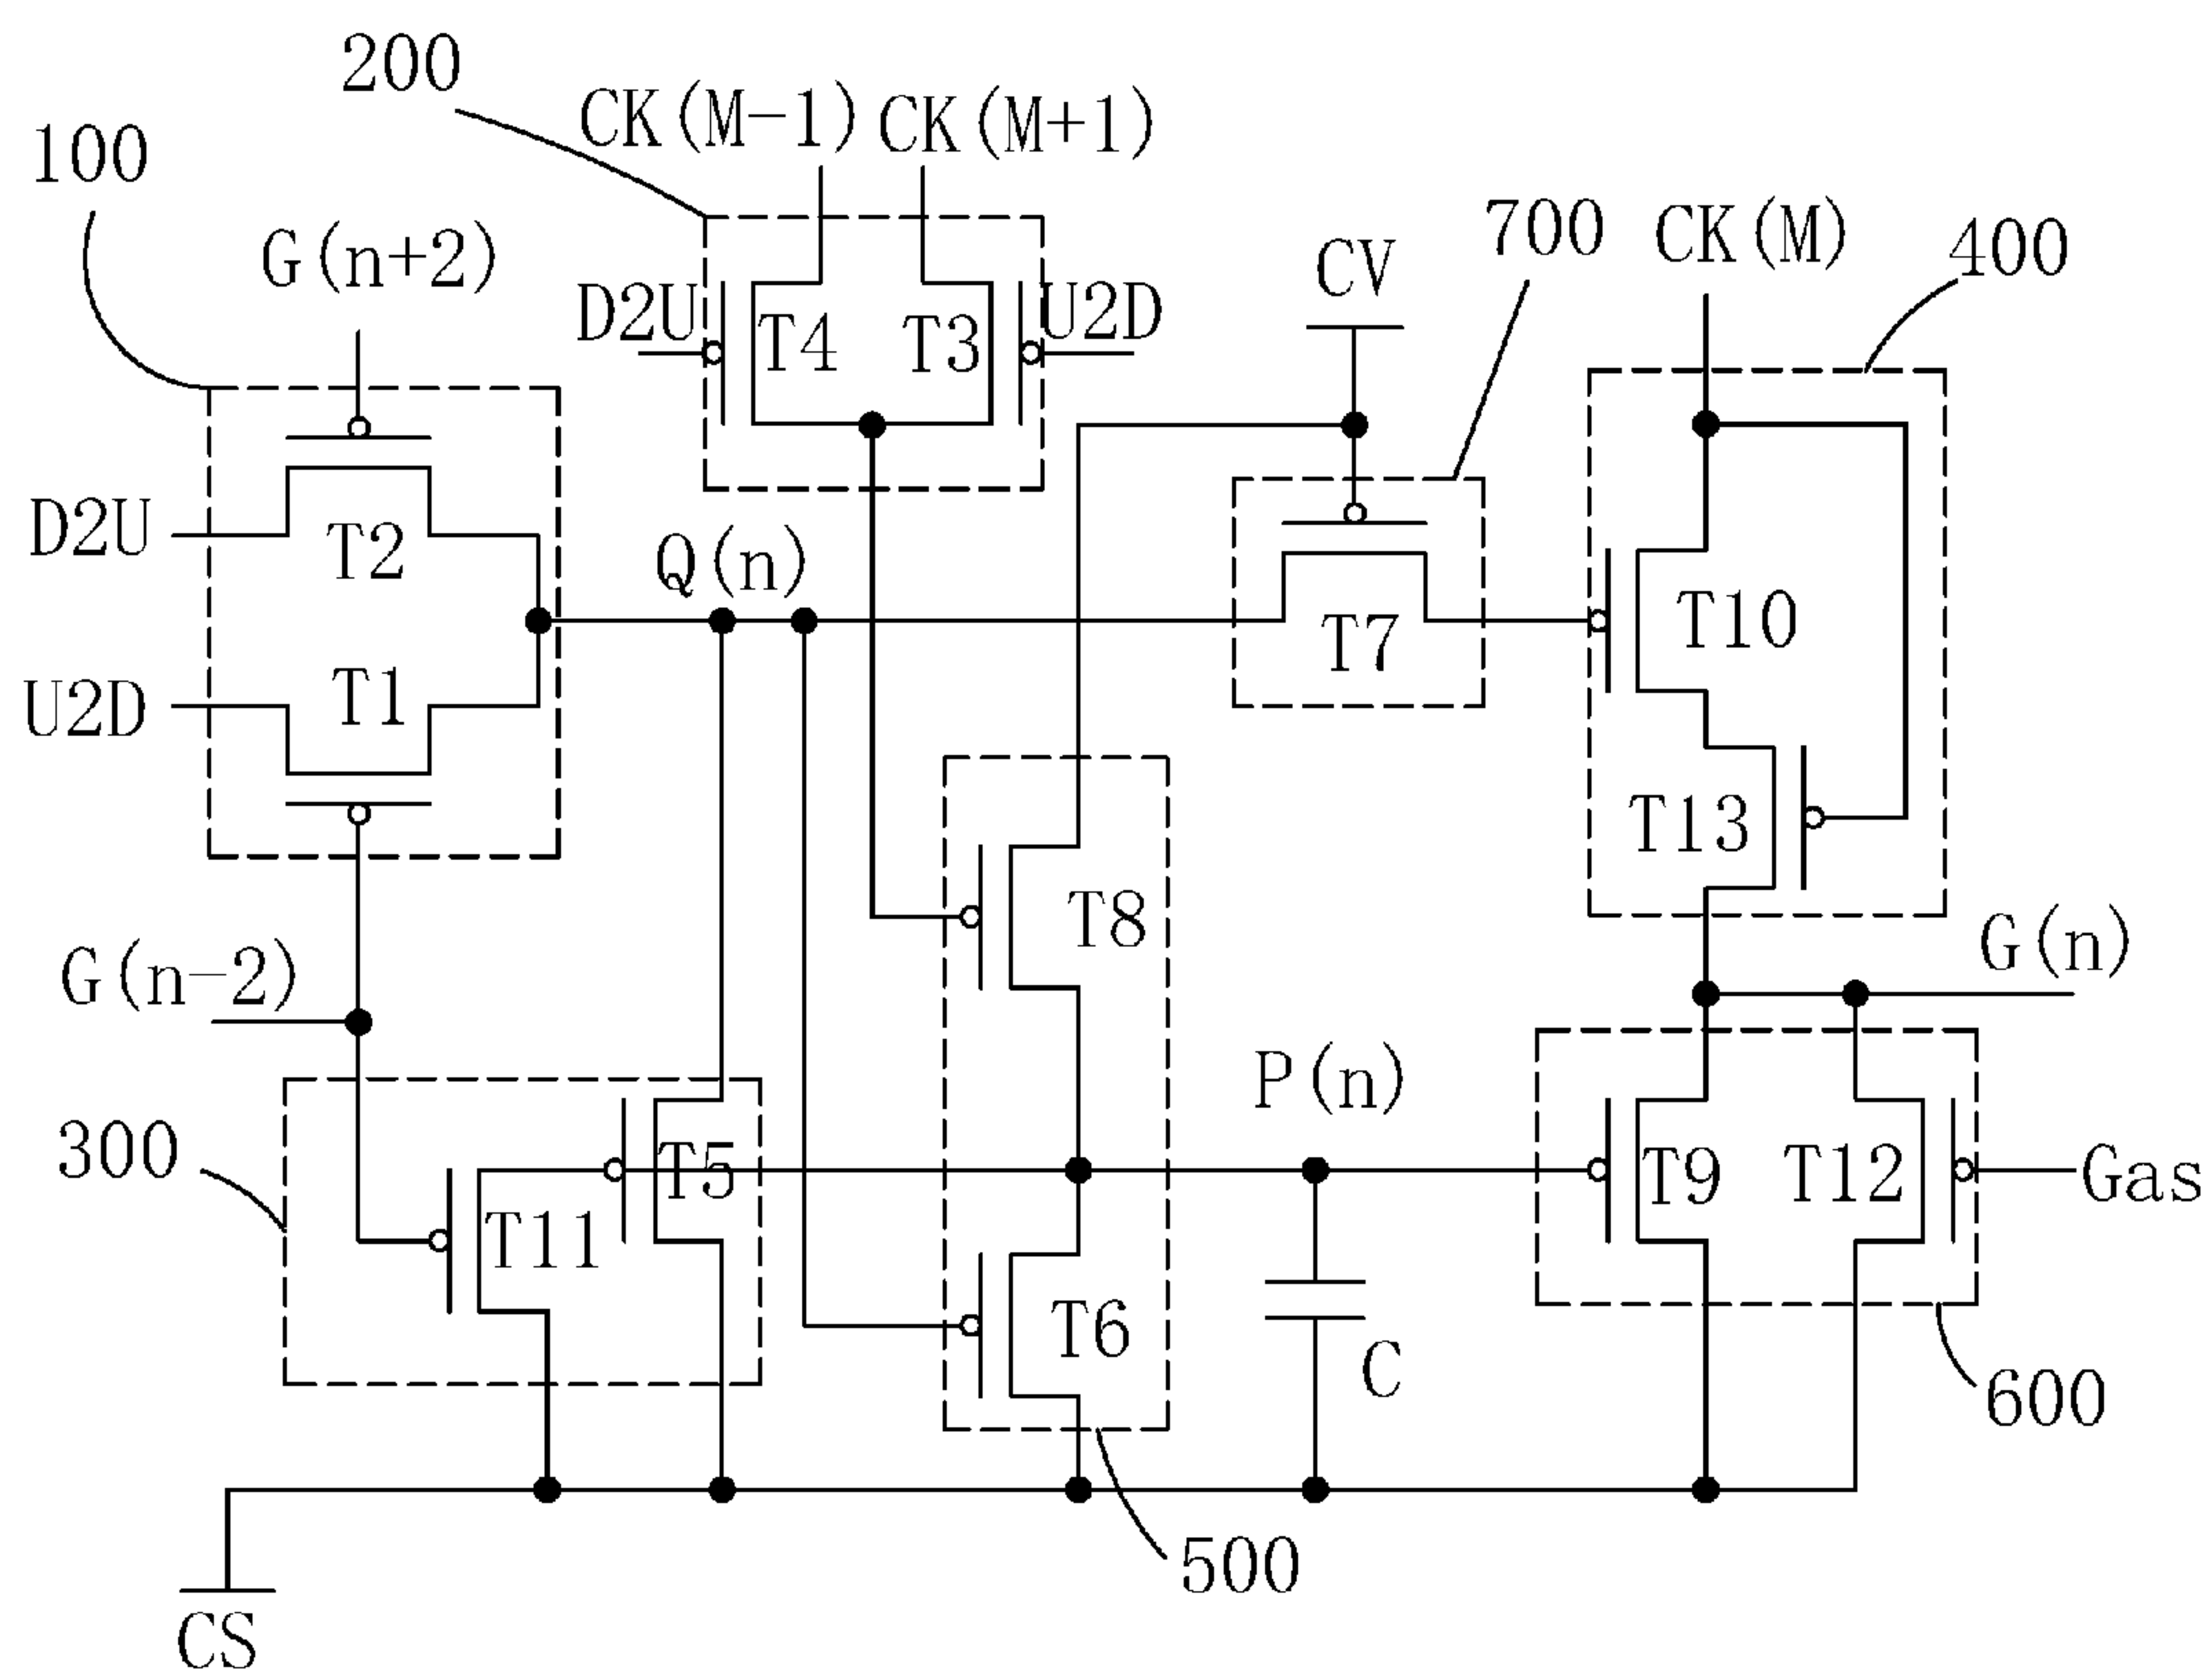 200
CK(M-1) CK(M+1)
100
700 CK(M)
400
G(n+2)
CV
D2U T4 T3 U2D
D2U
T2
Q(n)
T10
T7
U2D
T1
T13
T8
G(n-2)
G(n)
P(n)
300
T5
T9 T12 Gas
T11
T6
C
600
500
CS